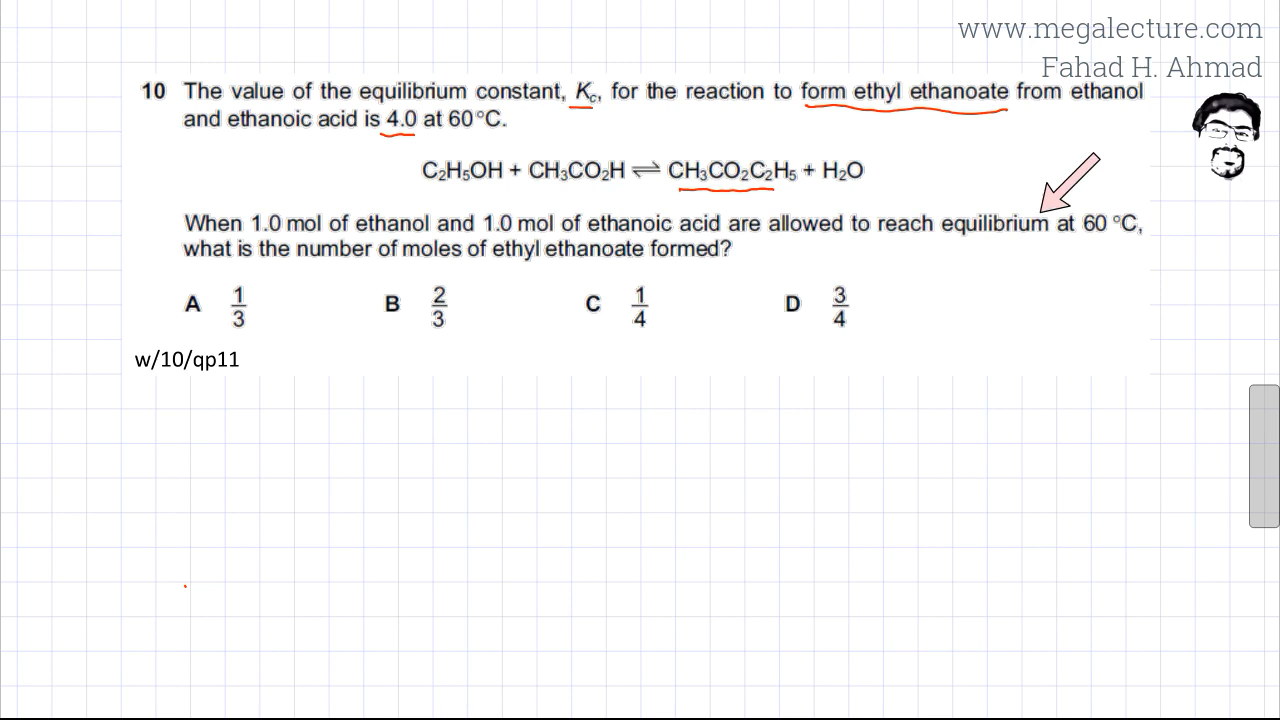 www.megalecture.com
Fahad H. Ahmad
10 The value of the equilibrium constant, Kc, for the reaction to form ethyl ethanoate from ethanol
and ethanoic acid is 4.0 at 60 °C.
C₂H₅OH + CH₃CO₂H ⇌ CH₃CO₂C₂H₅ + H₂O
When 1.0 mol of ethanol and 1.0 mol of ethanoic acid are allowed to reach equilibrium at 60 °C,
what is the number of moles of ethyl ethanoate formed?
A 1/3 B 2/3 C 1/4 D 3/4
w/10/qp11